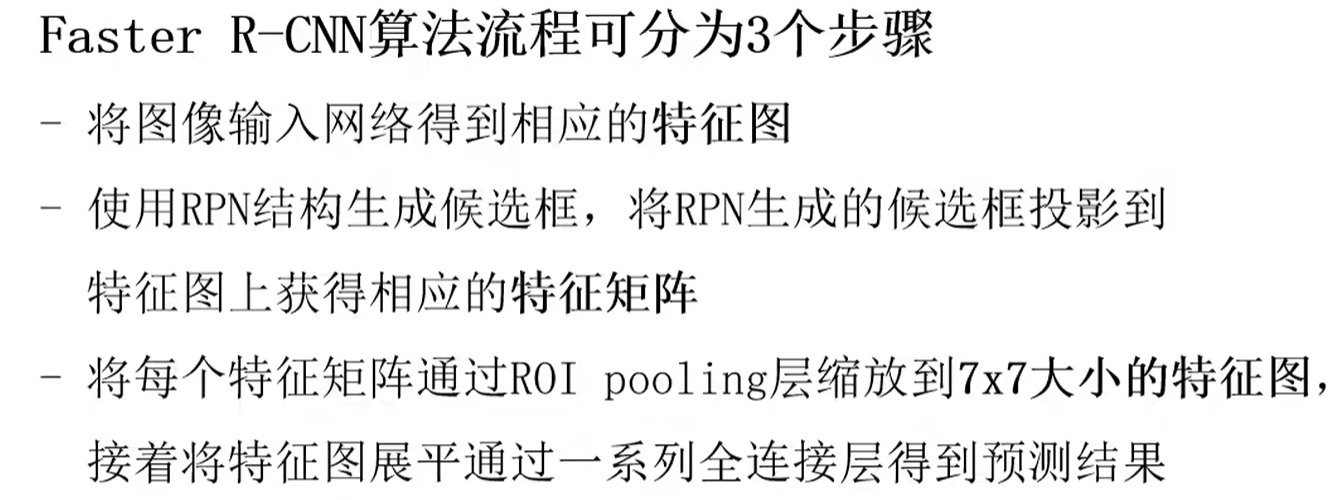 Faster R-CNN算法流程可分为3个步骤
- 将图像输入网络得到相应的特征图
- 使用RPN结构生成候选框，将RPN生成的候选框投影到
特征图上获得相应的特征矩阵
- 将每个特征矩阵通过ROI pooling层缩放到7x7大小的特征图，
接着将特征图展平通过一系列全连接层得到预测结果